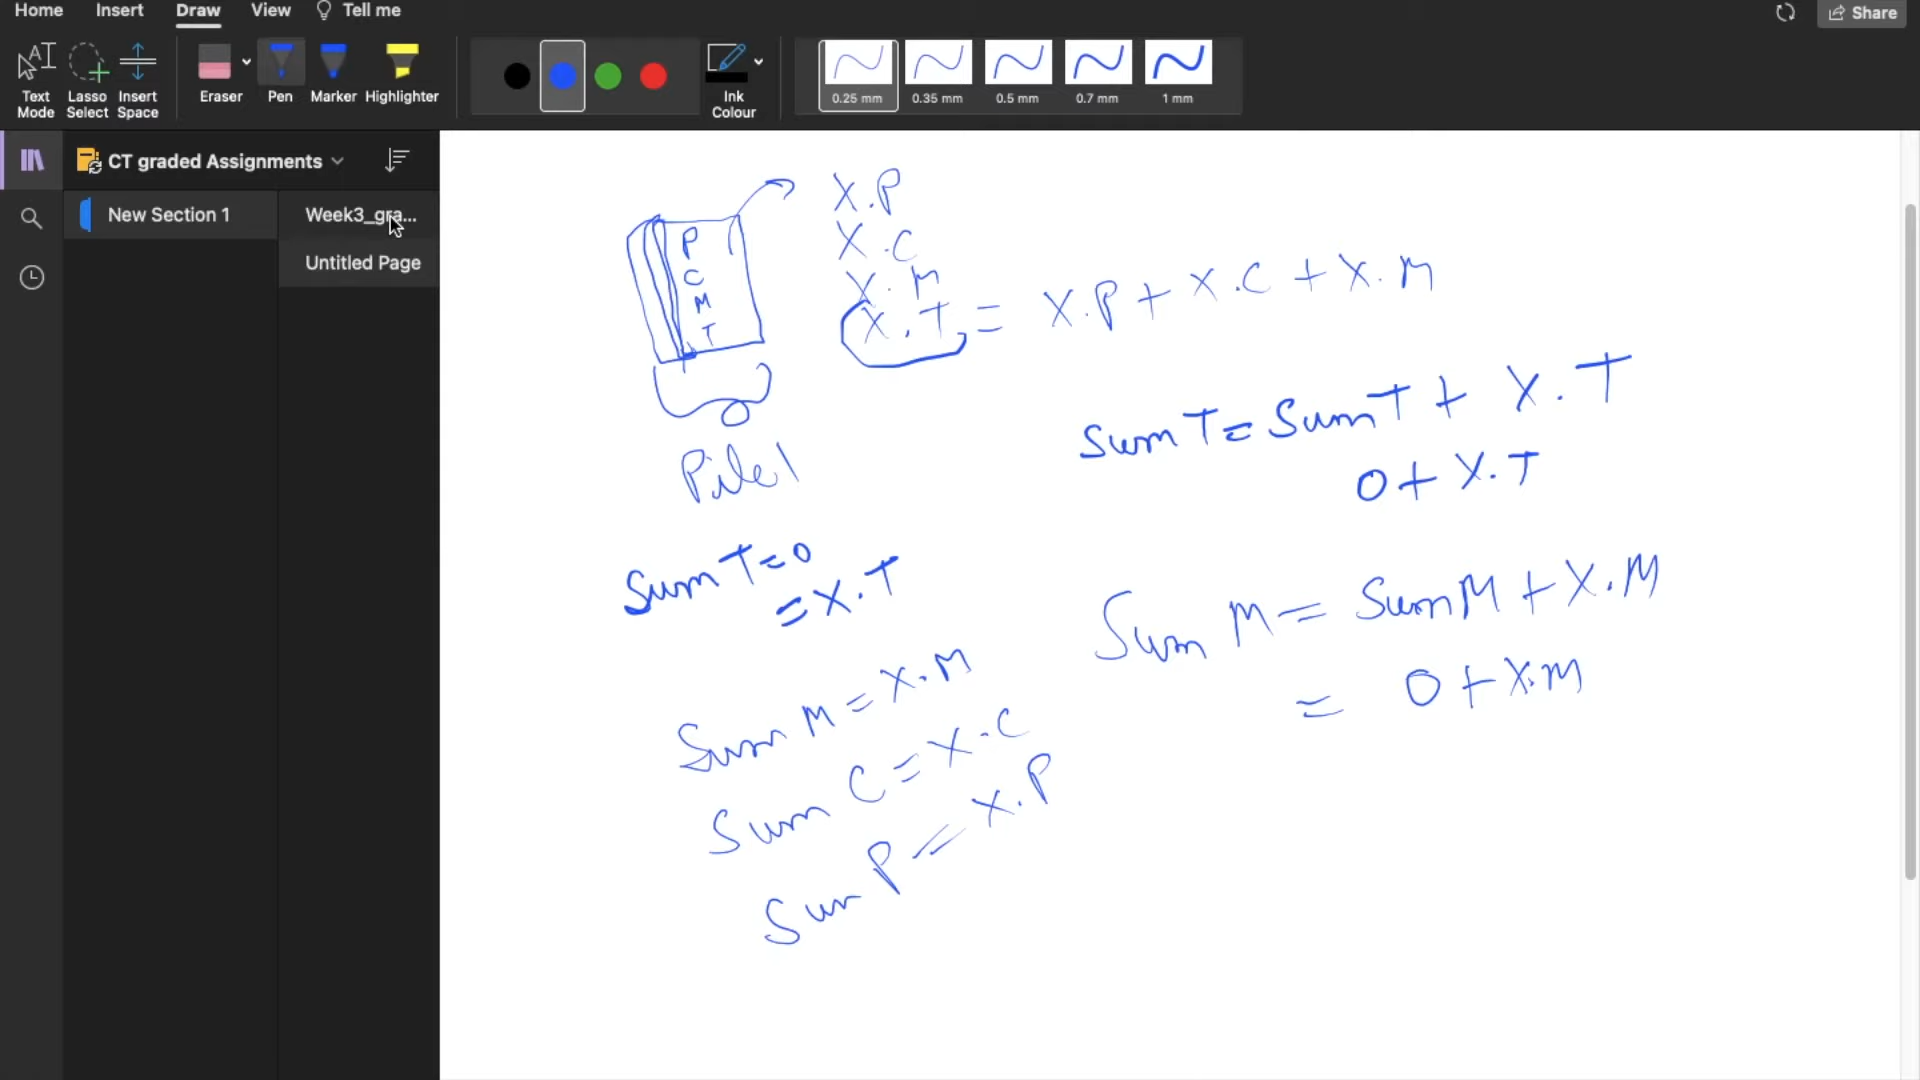 Home Insert Draw View Tell me Share
Text Mode Lasso Select Insert Space Eraser Pen Marker Highlighter Ink Colour 0.25 mm 0.35 mm 0.5 mm 0.7 mm 1 mm
CT graded Assignments
New Section 1
Week3_gra...
Untitled Page
P
C
M
T
Pile 1
X.P
X.C
X.M
X.T = X.P + X.C + X.M
Sum T = Sum T + X.T
0 + X.T
Sum T = 0
= X.T
Sum M = Sum M + X.M
= 0 + X.M
Sum M = X.M
Sum C = X.C
Sum P = X.P